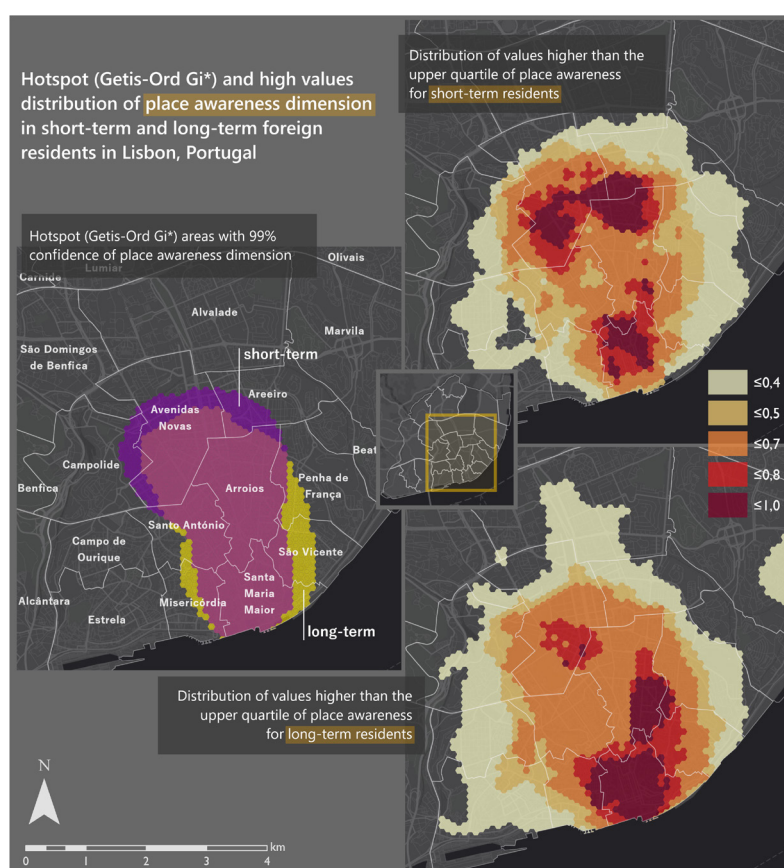 Hotspot (Getis-Ord Gi*) and high values
distribution of place awareness dimension
in short-term and long-term foreign
residents in Lisbon, Portugal
Distribution of values higher than the
upper quartile of place awareness
for short-term residents
Hotspot (Getis-Ord Gi*) areas with 99%
confidence of place awareness dimension
Olivais
Lumiar
Carnide
Alvalade
Marvila
São Domingos
de Benfica
short-term
Areeiro
Avenidas
Novas
Beat
Campolide
Penha de
França
Benfica
Arroios
Santo António
Campo de
Ourique
São Vicente
Santa
Maria
Maior
Alcântara
Misericórdia
Estrela
long-term
≤0,4
≤0,5
≤0,7
≤0,8
≤1,0
Distribution of values higher than the
upper quartile of place awareness
for long-term residents
N
km
0 1 2 3 4